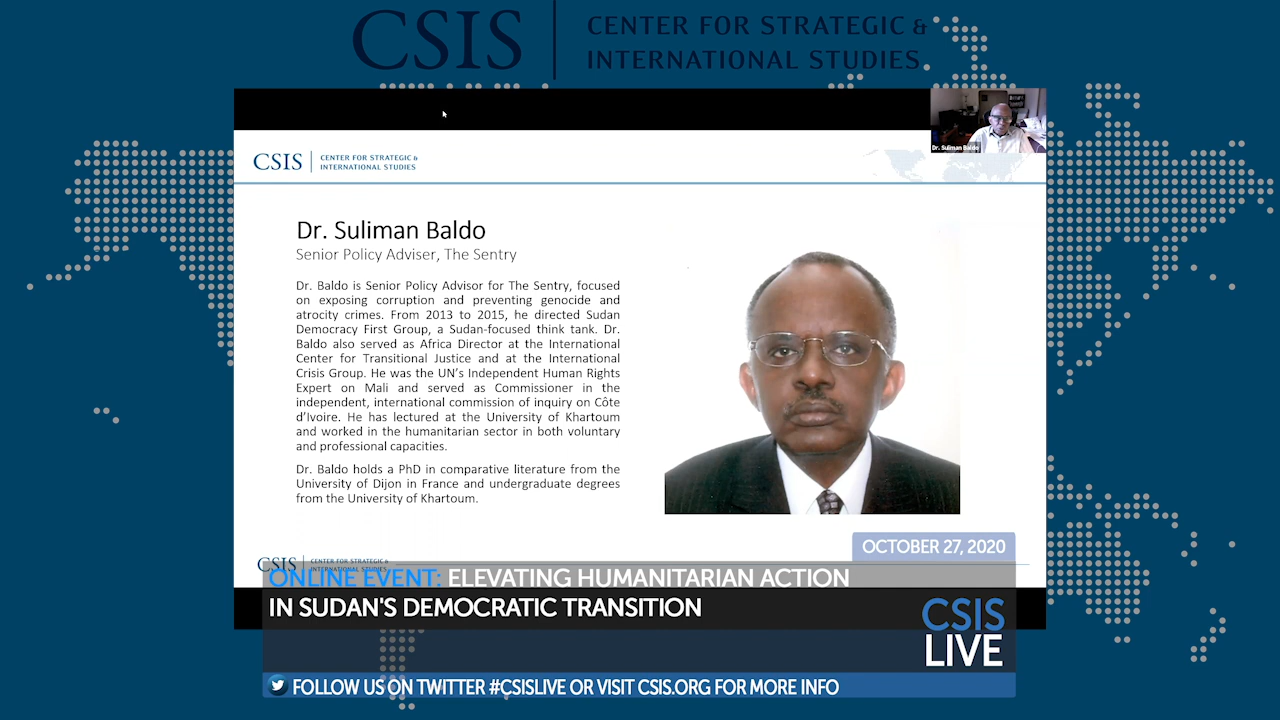 CSIS
CENTER FOR STRATEGIC &
INTERNATIONAL STUDIES
Dr. Suliman Baldo
CSIS
CENTER FOR STRATEGIC &
INTERNATIONAL STUDIES
Dr. Suliman Baldo
Senior Policy Adviser, The Sentry
Dr. Baldo is Senior Policy Advisor for The Sentry, focused
on exposing corruption and preventing genocide and
atrocity crimes. From 2013 to 2015, he directed Sudan
Democracy First Group, a Sudan-focused think tank. Dr.
Baldo also served as Africa Director at the International
Center for Transitional Justice and at the International
Crisis Group. He was the UN's Independent Human Rights
Expert on Mali and served as Commissioner in the
independent, international commission of inquiry on Côte
d'Ivoire. He has lectured at the University of Khartoum
and worked in the humanitarian sector in both voluntary
and professional capacities.
Dr. Baldo holds a PhD in comparative literature from the
University of Dijon in France and undergraduate degrees
from the University of Khartoum.
OCTOBER 27, 2020
CSIS
CENTER FOR STRATEGIC &
INTERNATIONAL STUDIES
ONLINE EVENT: ELEVATING HUMANITARIAN ACTION
IN SUDAN'S DEMOCRATIC TRANSITION
CSIS
LIVE
FOLLOW US ON TWITTER #CSISLIVE OR VISIT CSIS.ORG FOR MORE INFO